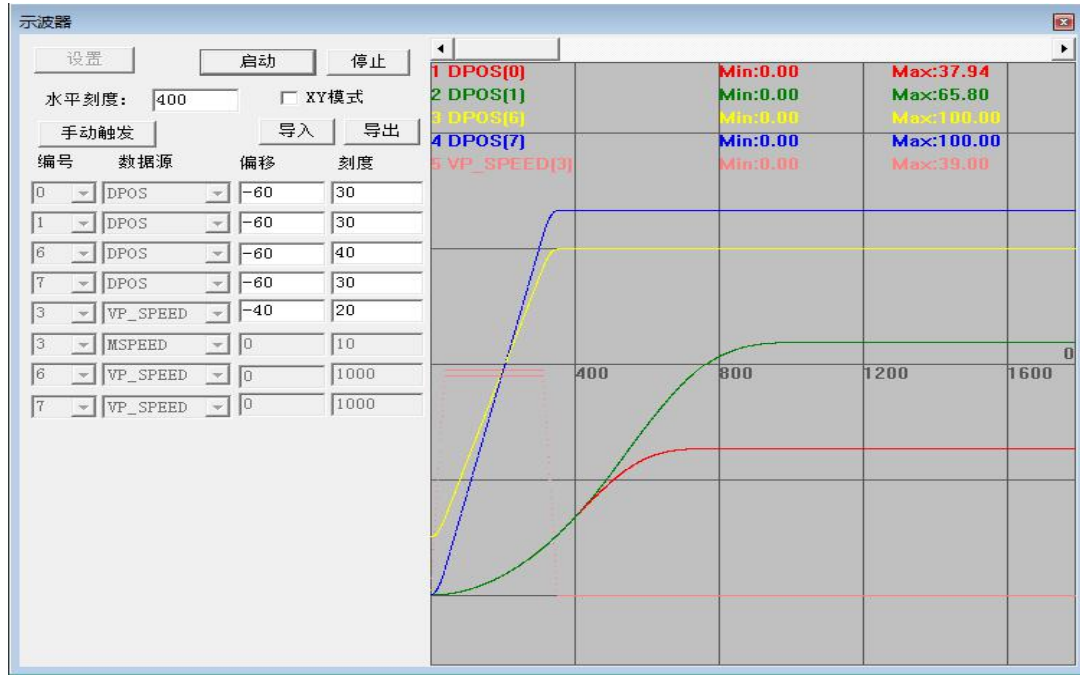 示波器
设置 启动 停止
水平刻度: 400 XY模式
手动触发 导入 导出
编号 数据源 偏移 刻度
0 DPOS -60 30
1 DPOS -60 30
6 DPOS -60 40
7 DPOS -60 30
3 VP_SPEED -40 20
3 MSPEED 0 10
6 VP_SPEED 0 1000
7 VP_SPEED 0 1000
1 DPOS(0) Min:0.00 Max:37.94
2 DPOS(1) Min:0.00 Max:65.80
3 DPOS(6) Min:0.00 Max:100.00
4 DPOS(7) Min:0.00 Max:100.00
5 VP_SPEED(3) Min:0.00 Max:39.00
0
400 800 1200 1600